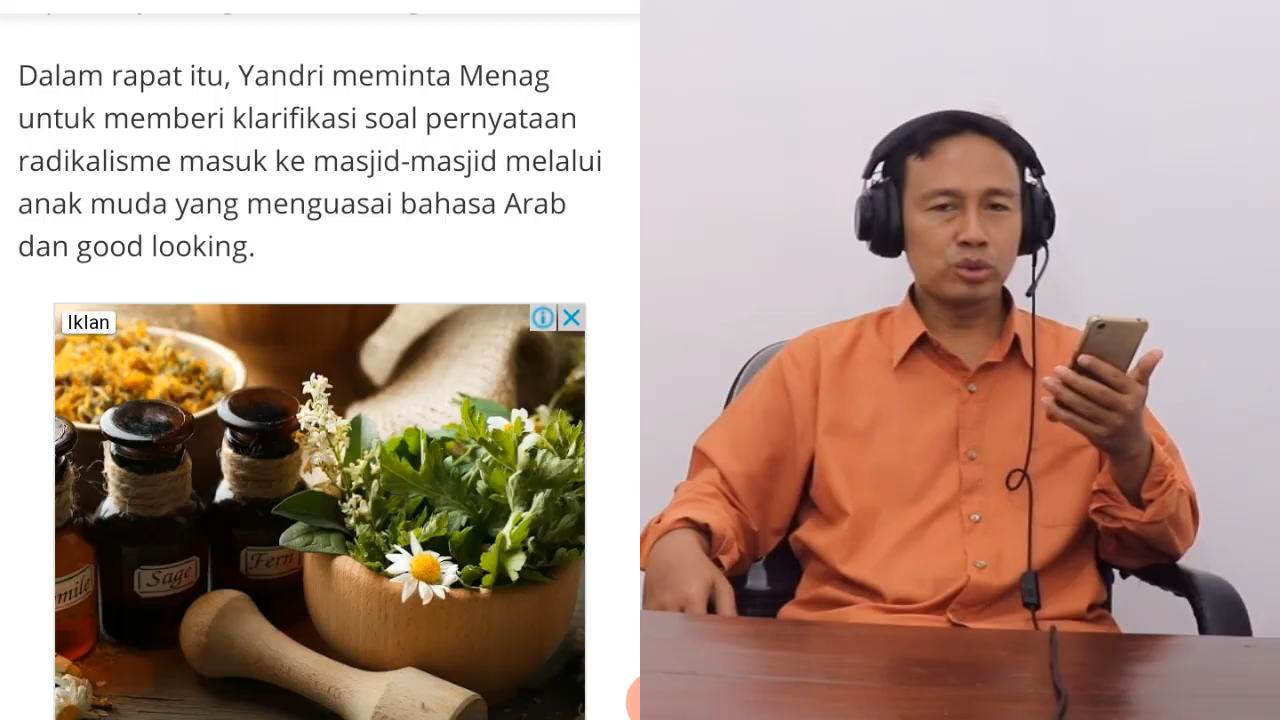 Dalam rapat itu, Yandri meminta Menag
untuk memberi klarifikasi soal pernyataan
radikalisme masuk ke masjid-masjid melalui
anak muda yang menguasai bahasa Arab
dan good looking.
Iklan
Sage
Fern
mile